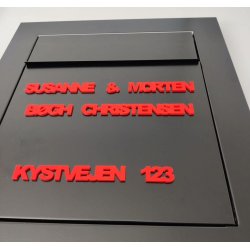 SUSANNE & MORTEN
BØGH CHRISTENSEN
KYSTVEJEN 123